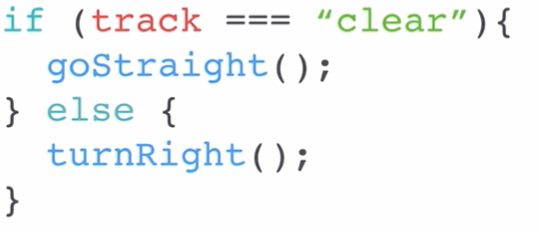 if (track === “clear”){
  goStraight();
} else {
  turnRight();
}